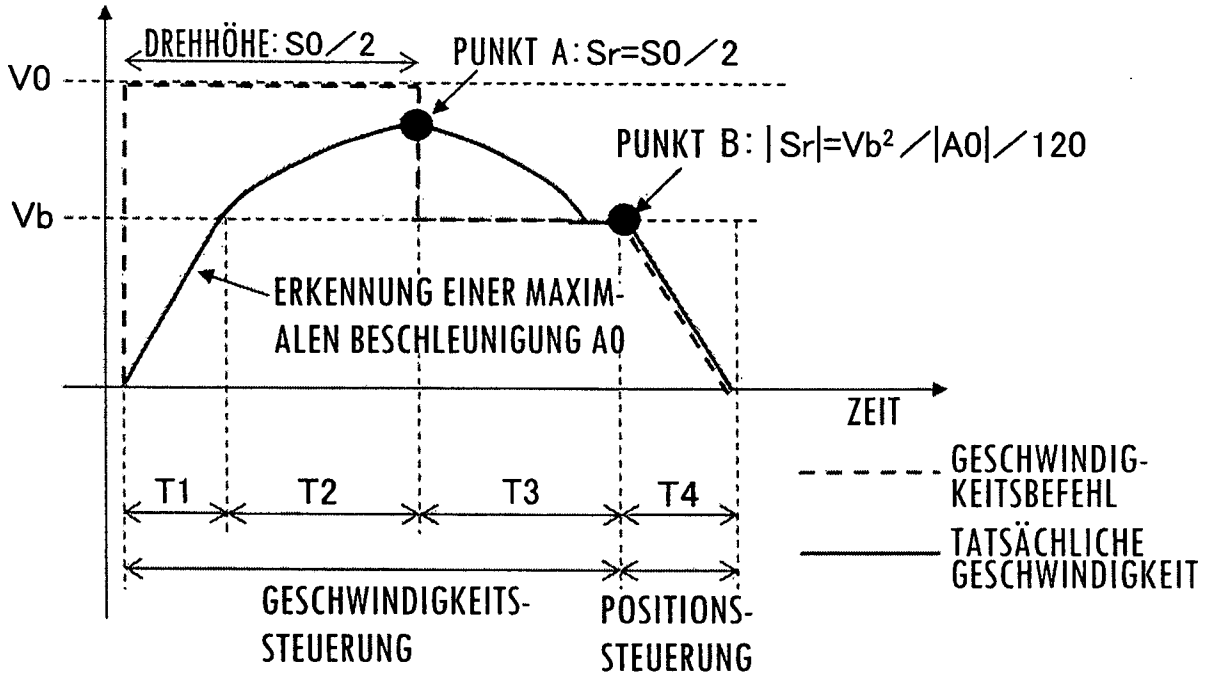 DREHHÖHE: S0／2
PUNKT A: Sr=S0／2
V0
PUNKT B: |Sr|=Vb²／|A0|／120
Vb
ERKENNUNG EINER MAXIM-
ALEN BESCHLEUNIGUNG A0
ZEIT
T1
T2
T3
T4
GESCHWINDIG-
KEITSBEFEHL
TATSÄCHLICHE
GESCHWINDIGKEIT
GESCHWINDIGKEITS-
STEUERUNG
POSITIONS-
STEUERUNG